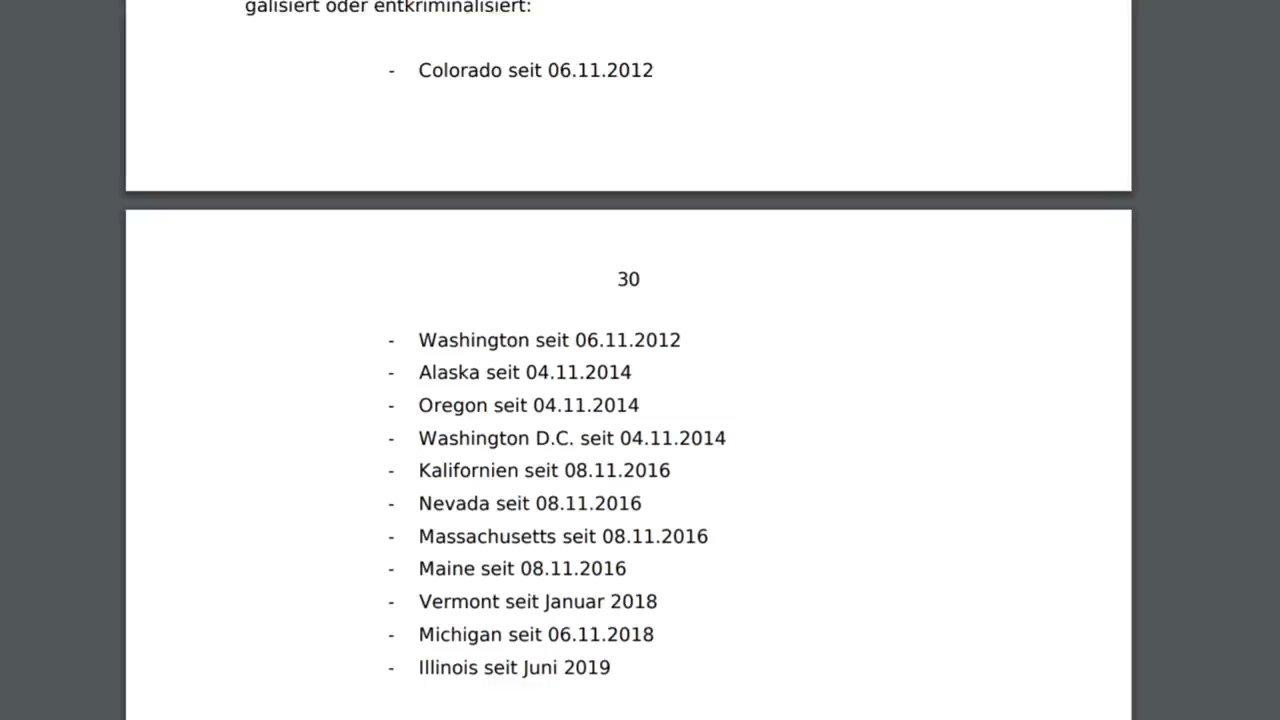 galisiert oder entkriminalisiert:
- Colorado seit 06.11.2012
30
- Washington seit 06.11.2012
- Alaska seit 04.11.2014
- Oregon seit 04.11.2014
- Washington D.C. seit 04.11.2014
- Kalifornien seit 08.11.2016
- Nevada seit 08.11.2016
- Massachusetts seit 08.11.2016
- Maine seit 08.11.2016
- Vermont seit Januar 2018
- Michigan seit 06.11.2018
- Illinois seit Juni 2019